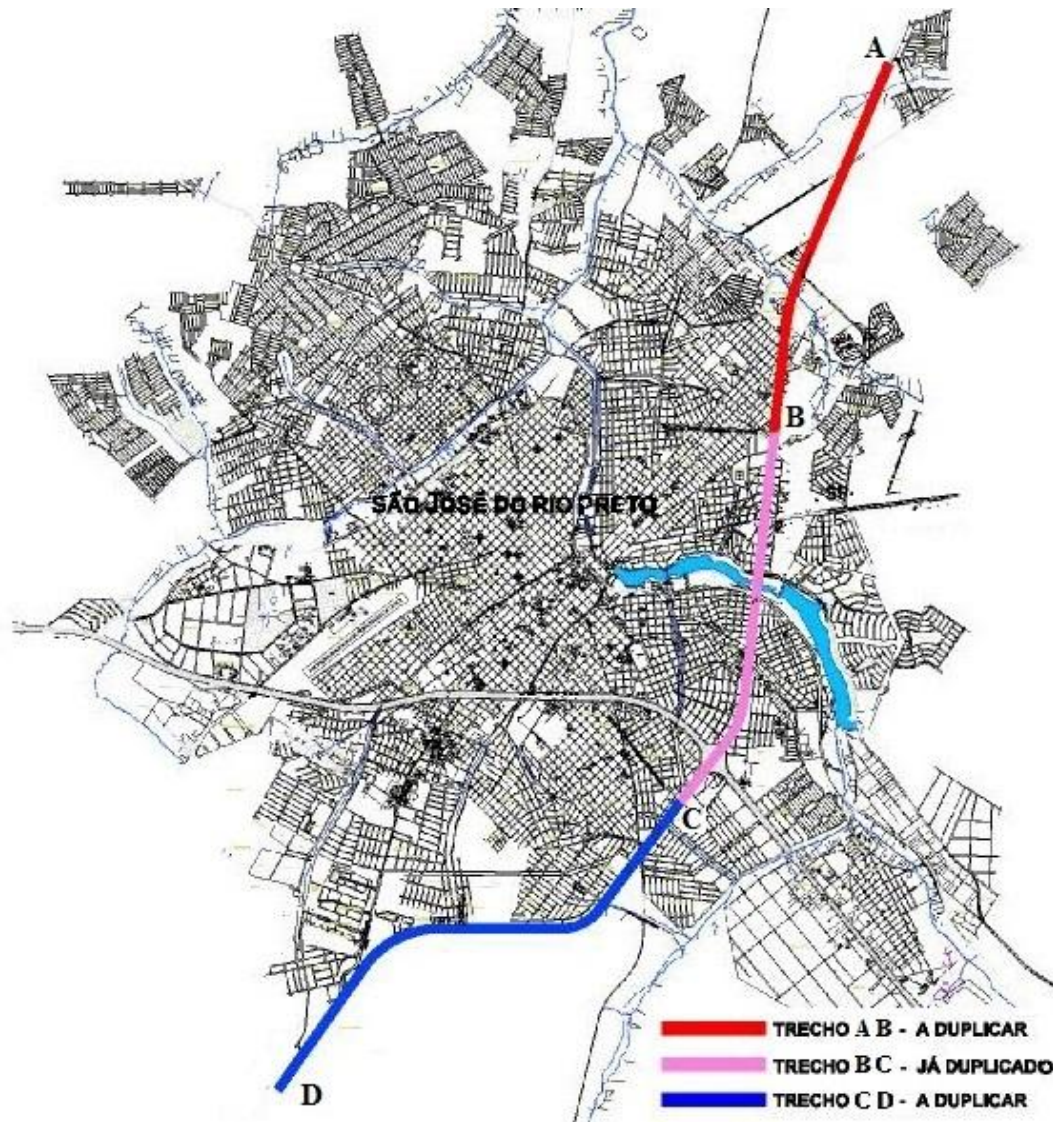 A
B
SÃO JOSÉ DO RIO PRETO
C
D
TRECHO A B - A DUPLICAR
TRECHO B C - JÁ DUPLICADO
TRECHO C D - A DUPLICAR